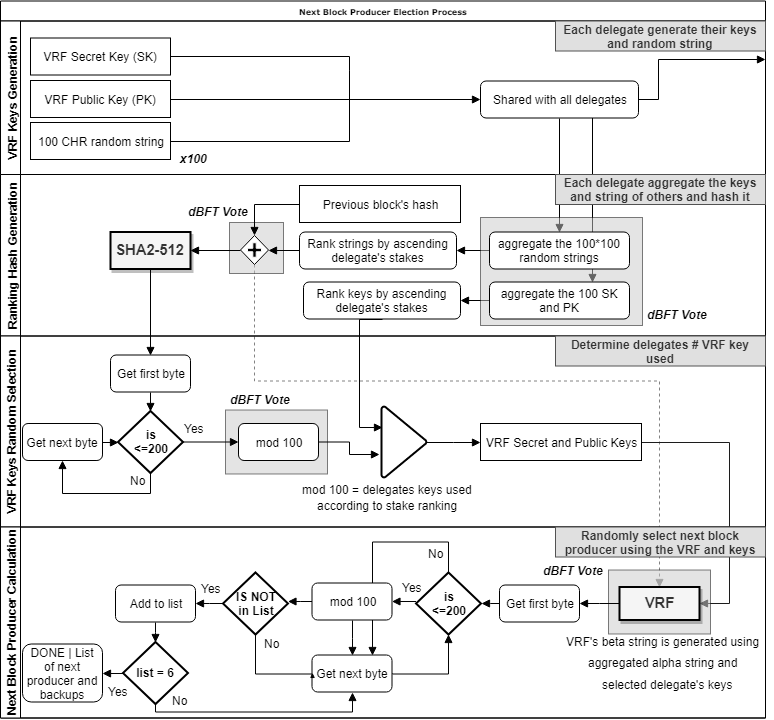 Next Block Producer Election Process
VRF Keys Generation
Each delegate generate their keys
and random string
VRF Secret Key (SK)
VRF Public Key (PK)
100 CHR random string
x100
Shared with all delegates
Ranking Hash Generation
Each delegate aggregate the keys
and string of others and hash it
Previous block's hash
dBFT Vote
SHA2-512
+
Rank strings by ascending
delegate's stakes
aggregate the 100*100
random strings
Rank keys by ascending
delegate's stakes
aggregate the 100 SK
and PK
dBFT Vote
VRF Keys Random Selection
Determine delegates # VRF key
used
Get first byte
dBFT Vote
Get next byte
is
<=200
Yes
No
mod 100
VRF Secret and Public Keys
mod 100 = delegates keys used
according to stake ranking
Next Block Producer Calculation
Randomly select next block
producer using the VRF and keys
dBFT Vote
VRF
Get first byte
is
<=200
No
Yes
mod 100
IS NOT
in List
Yes
No
Add to list
Get next byte
list = 6
Yes
No
DONE | List
of next
producer and
backups
VRF's beta string is generated using
aggregated alpha string and
selected delegate's keys